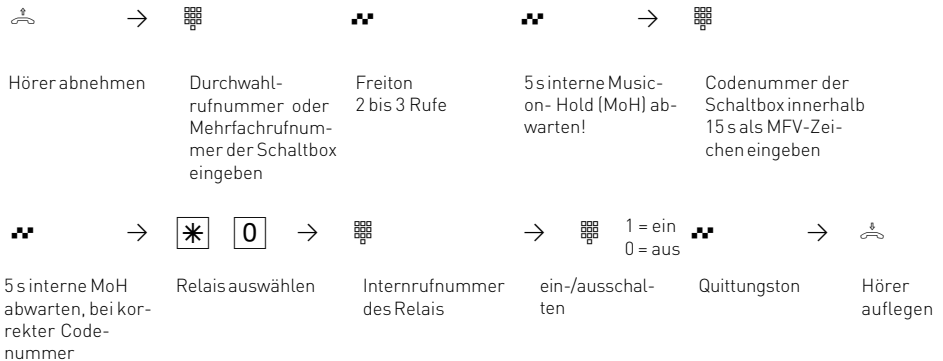 Hörer abnehmen
Durchwahl-
rufnummer oder
Mehrfachrufnum-
mer der Schaltbox
eingeben
Freiton
2 bis 3 Rufe
5 s interne Music-
on- Hold (MoH) ab-
warten!
Codenummer der
Schaltbox innerhalb
15 s als MFV-Zei-
chen eingeben
5 s interne MoH
abwarten, bei kor-
rekter Code-
nummer
* 0
Relais auswählen
Internrufnummer
des Relais
1 = ein
0 = aus
ein-/ausschal-
ten
Quittungston
Hörer
auflegen